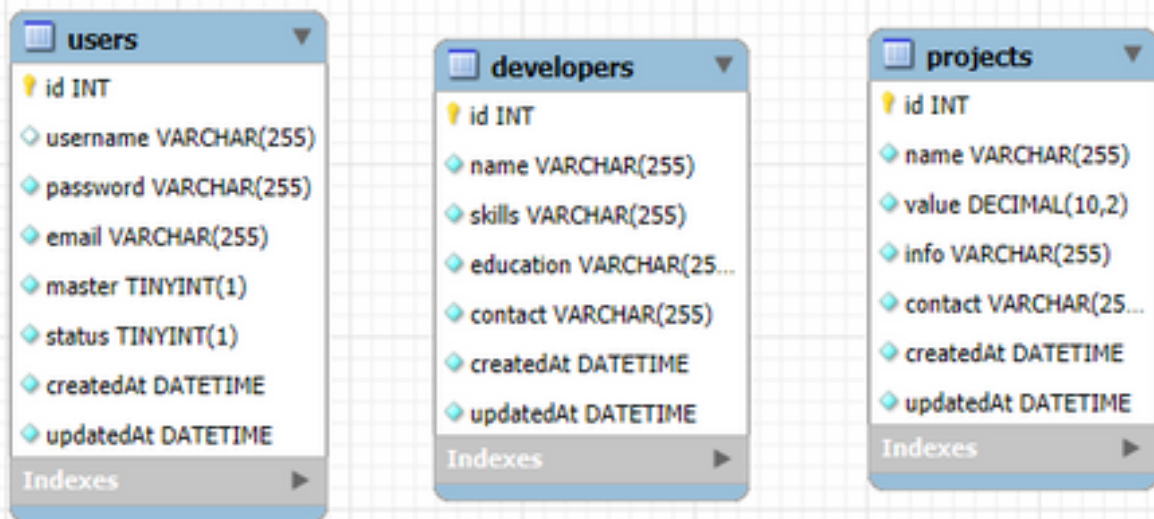 users
id INT
username VARCHAR(255)
password VARCHAR(255)
email VARCHAR(255)
master TINYINT(1)
status TINYINT(1)
createdAt DATETIME
updatedAt DATETIME
Indexes
developers
id INT
name VARCHAR(255)
skills VARCHAR(255)
education VARCHAR(25...
contact VARCHAR(255)
createdAt DATETIME
updatedAt DATETIME
Indexes
projects
id INT
name VARCHAR(255)
value DECIMAL(10,2)
info VARCHAR(255)
contact VARCHAR(25...
createdAt DATETIME
updatedAt DATETIME
Indexes